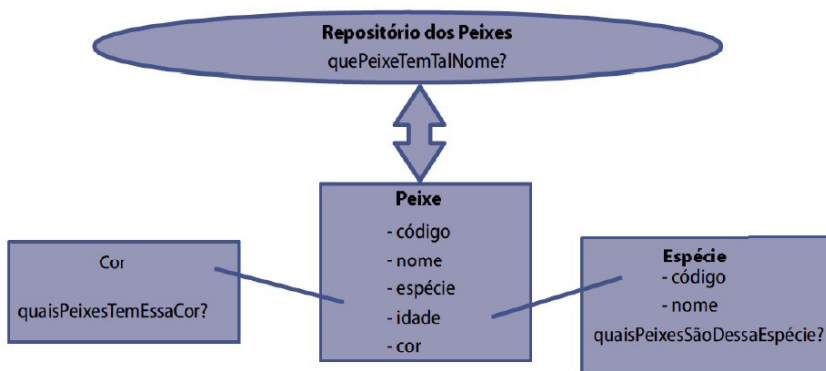 Repositório dos Peixes
quePeixeTemTalNome?
Peixe
- código
- nome
- espécie
- idade
- cor
Cor
quaisPeixesTemEssaCor?
Espécie
- código
- nome
quaisPeixesSãoDessaEspécie?